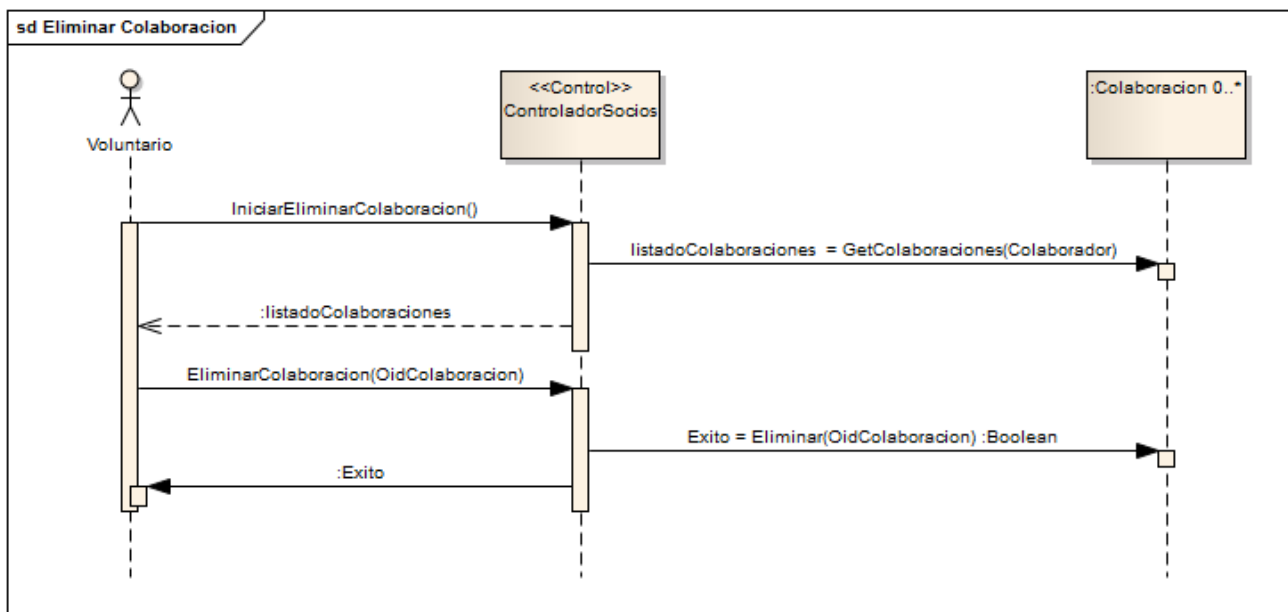 sd Eliminar Colaboracion
Voluntario
<<Control>>
ControladorSocios
:Colaboracion 0..*
IniciarEliminarColaboracion()
listadoColaboraciones = GetColaboraciones(Colaborador)
:listadoColaboraciones
EliminarColaboracion(OidColaboracion)
Exito = Eliminar(OidColaboracion) :Boolean
:Exito